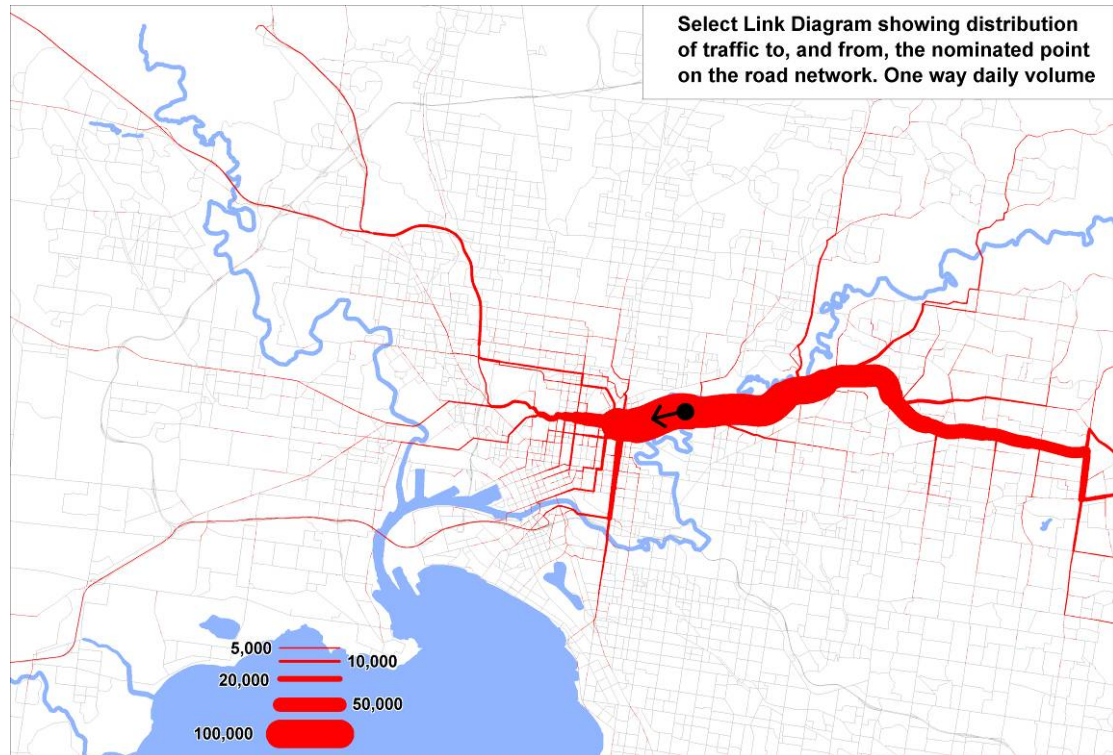 Select Link Diagram showing distribution
of traffic to, and from, the nominated point
on the road network. One way daily volume
5,000
10,000
20,000
50,000
100,000